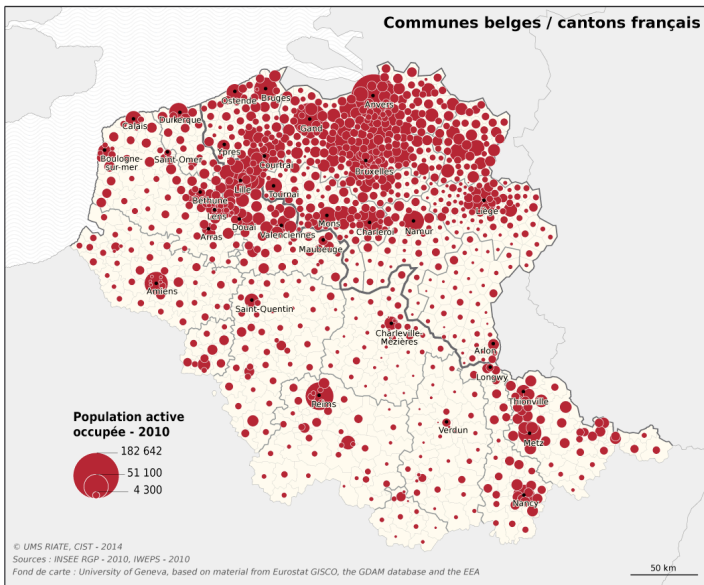 Communes belges / cantons français
Ostende
Bruges
Anvers
Calais
Dunkerque
Gand
Boulogne-
sur-mer
Saint-Omer
Ypres
Courtrai
Bruxelles
Lille
Tournai
Béthune
Lens
Liège
Douai
Arras
Valenciennes
Mons
Charleroi
Namur
Maubeuge
Amiens
Saint-Quentin
Charleville-
Mézières
Arlon
Longwy
Reims
Thionville
Verdun
Metz
Nancy
Population active
occupée - 2010
182 642
51 100
4 300
© UMS RIATE, CIST - 2014
Sources : INSEE RGP - 2010, IWEPS - 2010
Fond de carte : University of Geneva, based on material from Eurostat GISCO, the GDAM database and the EEA
50 km